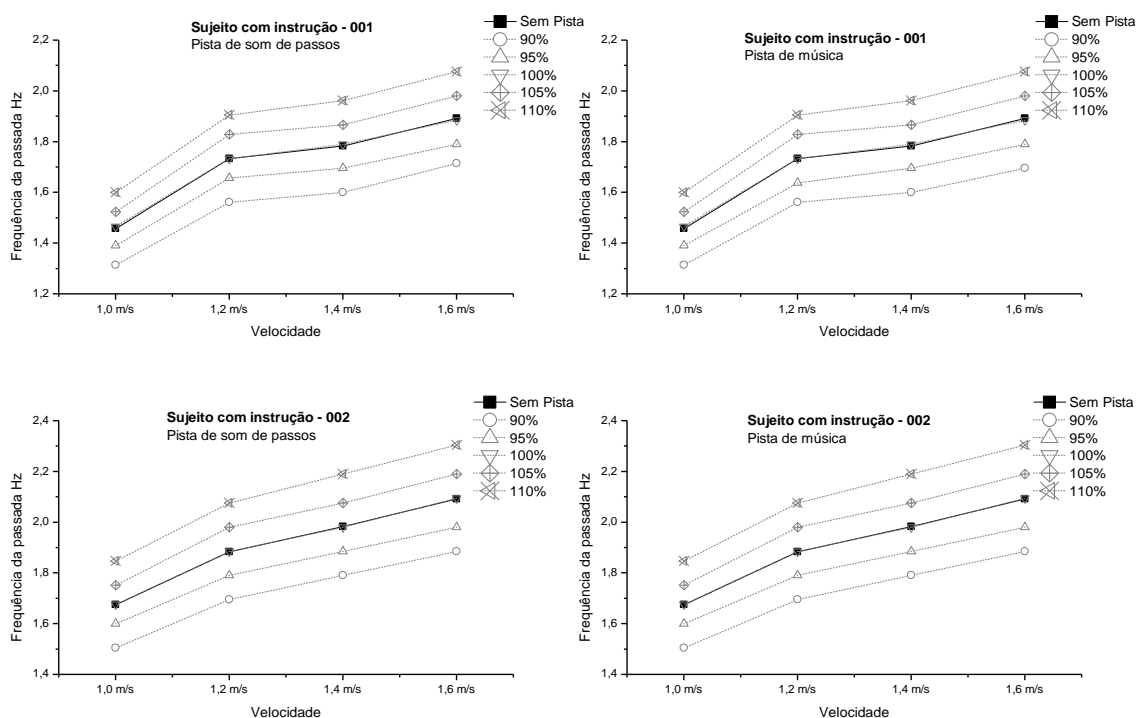 Sujeito com instrução - 001
Pista de som de passos
Sem Pista
90%
95%
100%
105%
110%
Frequência da passada Hz
2,2
2,0
1,8
1,6
1,4
1,2
1,0 m/s
1,2 m/s
1,4 m/s
1,6 m/s
Velocidade
Sujeito com instrução - 001
Pista de música
Sem Pista
90%
95%
100%
105%
110%
Frequência da passada Hz
2,2
2,0
1,8
1,6
1,4
1,2
1,0 m/s
1,2 m/s
1,4 m/s
1,6 m/s
Velocidade
Sujeito com instrução - 002
Pista de som de passos
Sem Pista
90%
95%
100%
105%
110%
Frequência da passada Hz
2,4
2,2
2,0
1,8
1,6
1,4
1,0 m/s
1,2 m/s
1,4 m/s
1,6 m/s
Velocidade
Sujeito com instrução - 002
Pista de música
Sem Pista
90%
95%
100%
105%
110%
Frequência da passada Hz
2,4
2,2
2,0
1,8
1,6
1,4
1,0 m/s
1,2 m/s
1,4 m/s
1,6 m/s
Velocidade